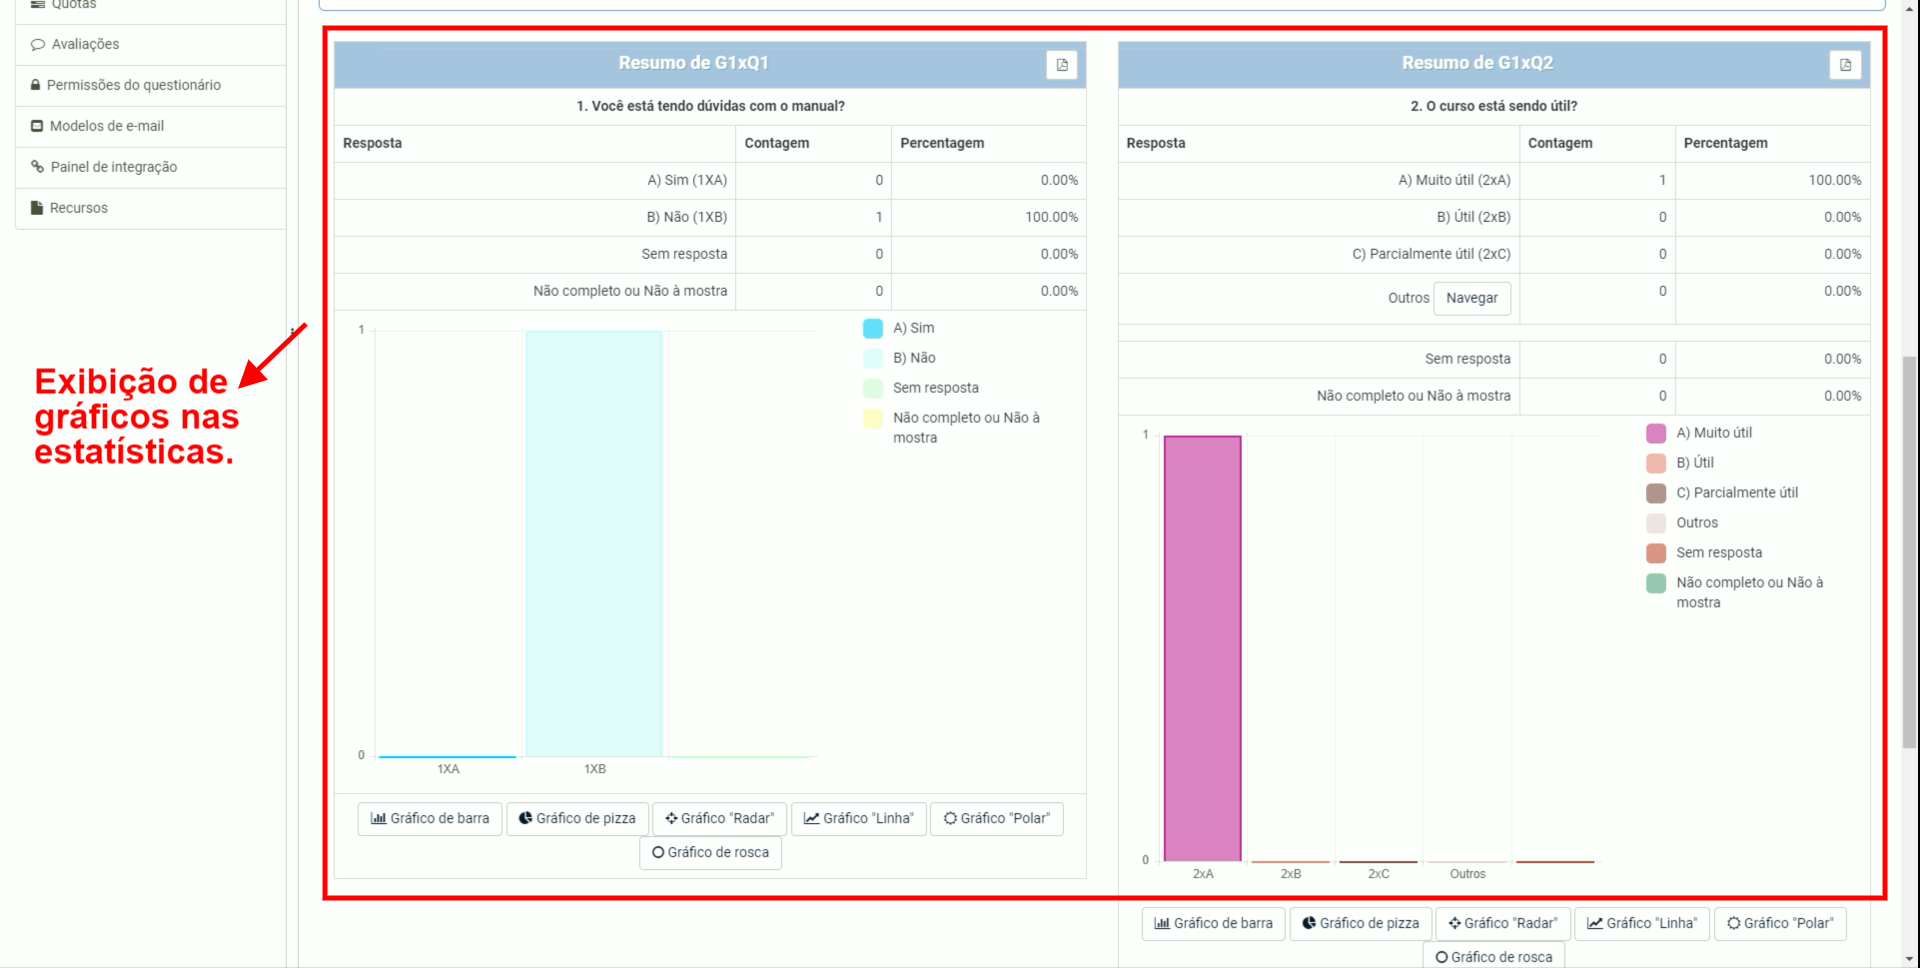 Quotas
Avaliações
Permissões do questionário
Modelos de e-mail
Painel de integração
Recursos
Exibição de
gráficos nas
estatísticas.
Resumo de G1xQ1
1. Você está tendo dúvidas com o manual?
Resposta Contagem Percentagem
A) Sim (1XA) 0 0.00%
B) Não (1XB) 1 100.00%
Sem resposta 0 0.00%
Não completo ou Não à mostra 0 0.00%
1
0
1XA 1XB
A) Sim
B) Não
Sem resposta
Não completo ou Não à
mostra
Gráfico de barra Gráfico de pizza Gráfico "Radar" Gráfico "Linha" Gráfico "Polar"
Gráfico de rosca
Resumo de G1xQ2
2. O curso está sendo útil?
Resposta Contagem Percentagem
A) Muito útil (2xA) 1 100.00%
B) Útil (2xB) 0 0.00%
C) Parcialmente útil (2xC) 0 0.00%
Outros Navegar 0 0.00%
Sem resposta 0 0.00%
Não completo ou Não à mostra 0 0.00%
1
0
2xA 2xB 2xC Outros
A) Muito útil
B) Útil
C) Parcialmente útil
Outros
Sem resposta
Não completo ou Não à
mostra
Gráfico de barra Gráfico de pizza Gráfico "Radar" Gráfico "Linha" Gráfico "Polar"
Gráfico de rosca